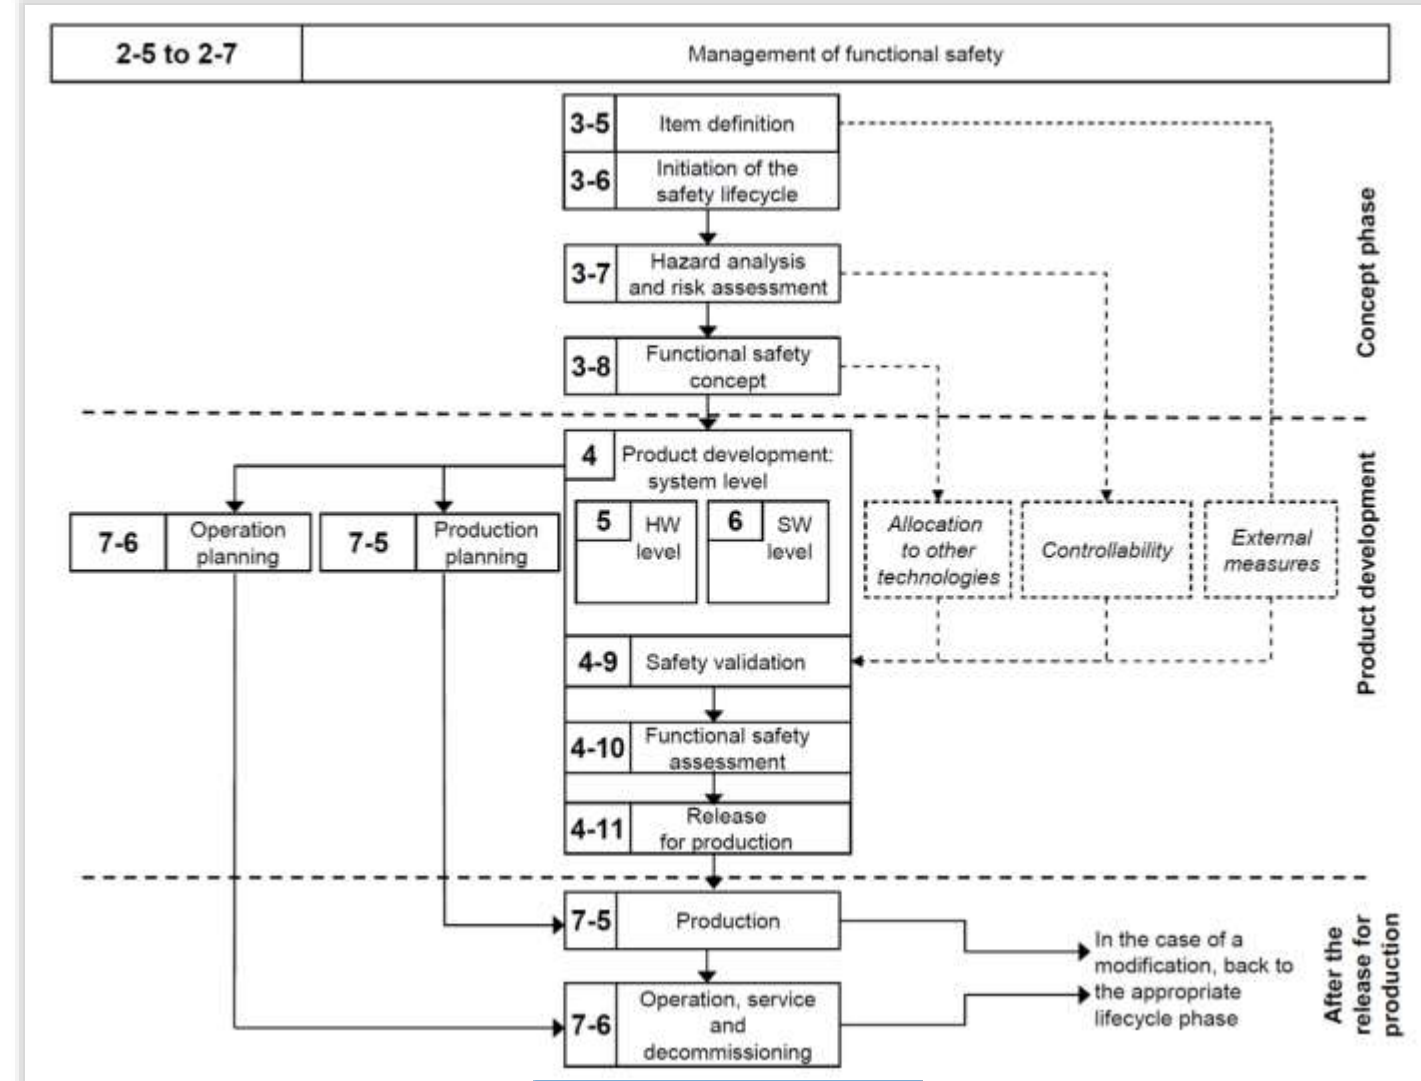 2-5 to 2-7
Management of functional safety
3-5
Item definition
3-6
Initiation of the
safety lifecycle
3-7
Hazard analysis
and risk assessment
3-8
Functional safety
concept
Concept phase
4
Product development:
system level
5
HW
level
6
SW
level
7-6
Operation
planning
7-5
Production
planning
Allocation
to other
technologies
Controllability
External
measures
4-9
Safety validation
4-10
Functional safety
assessment
4-11
Release
for production
Product development
7-5
Production
7-6
Operation, service
and
decommissioning
In the case of a
modification, back to
the appropriate
lifecycle phase
After the
release for
production